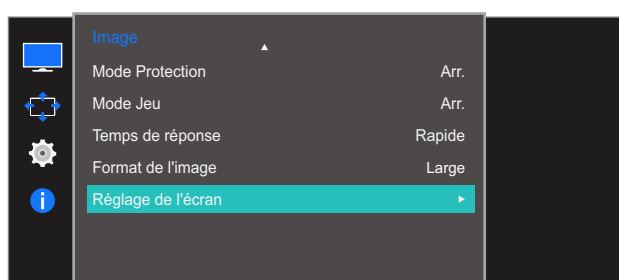 Image
Mode Protection Arr.
Mode Jeu Arr.
Temps de réponse Rapide
Format de l'image Large
Réglage de l'écran